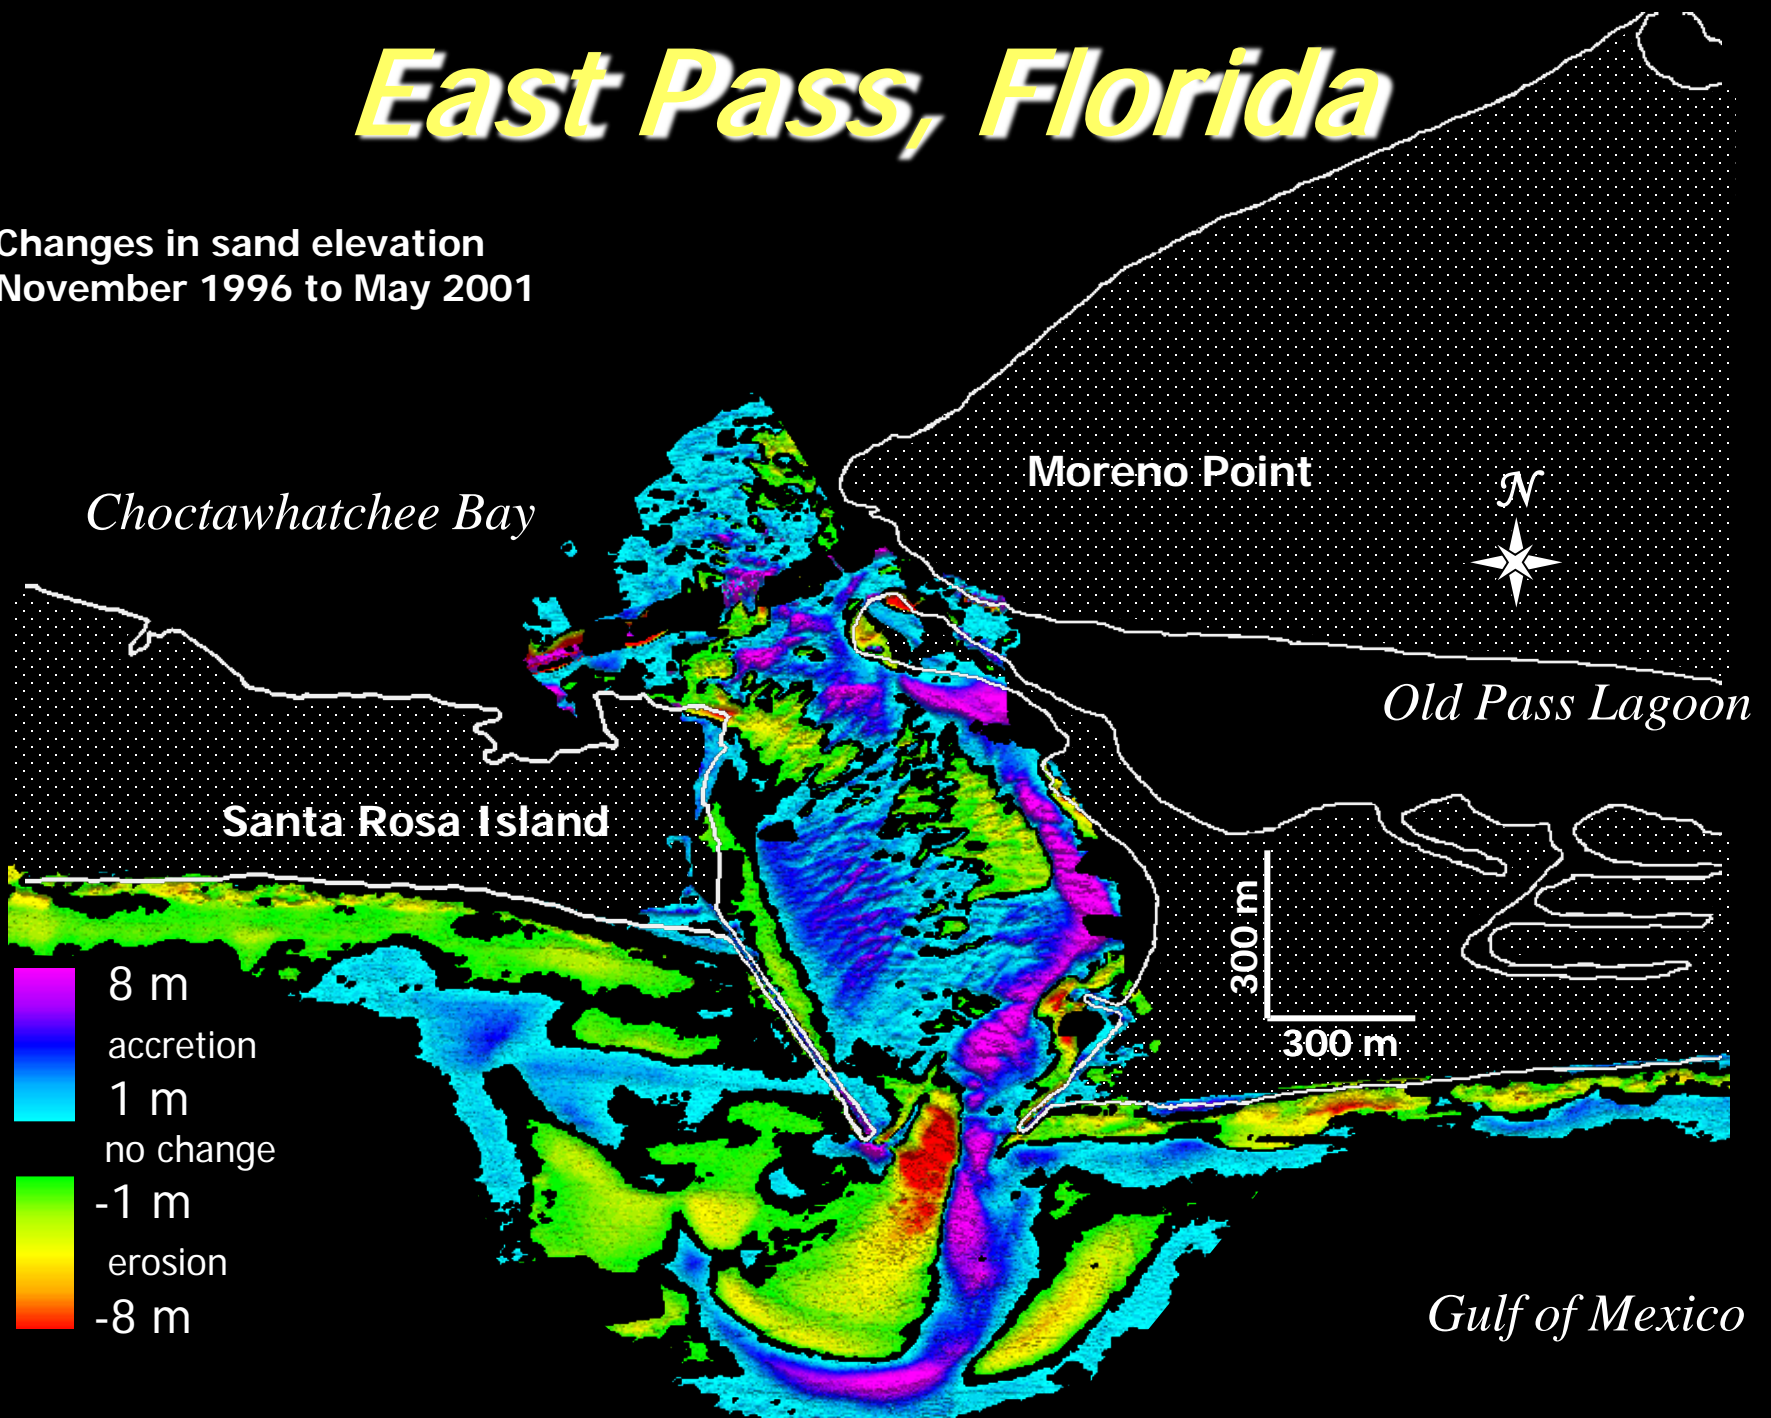 East Pass, Florida
Changes in sand elevation
November 1996 to May 2001
Moreno Point
N
Choctawhatchee Bay
Old Pass Lagoon
Santa Rosa Island
300 m
300 m
8 m
accretion
1 m
no change
-1 m
erosion
-8 m
Gulf of Mexico